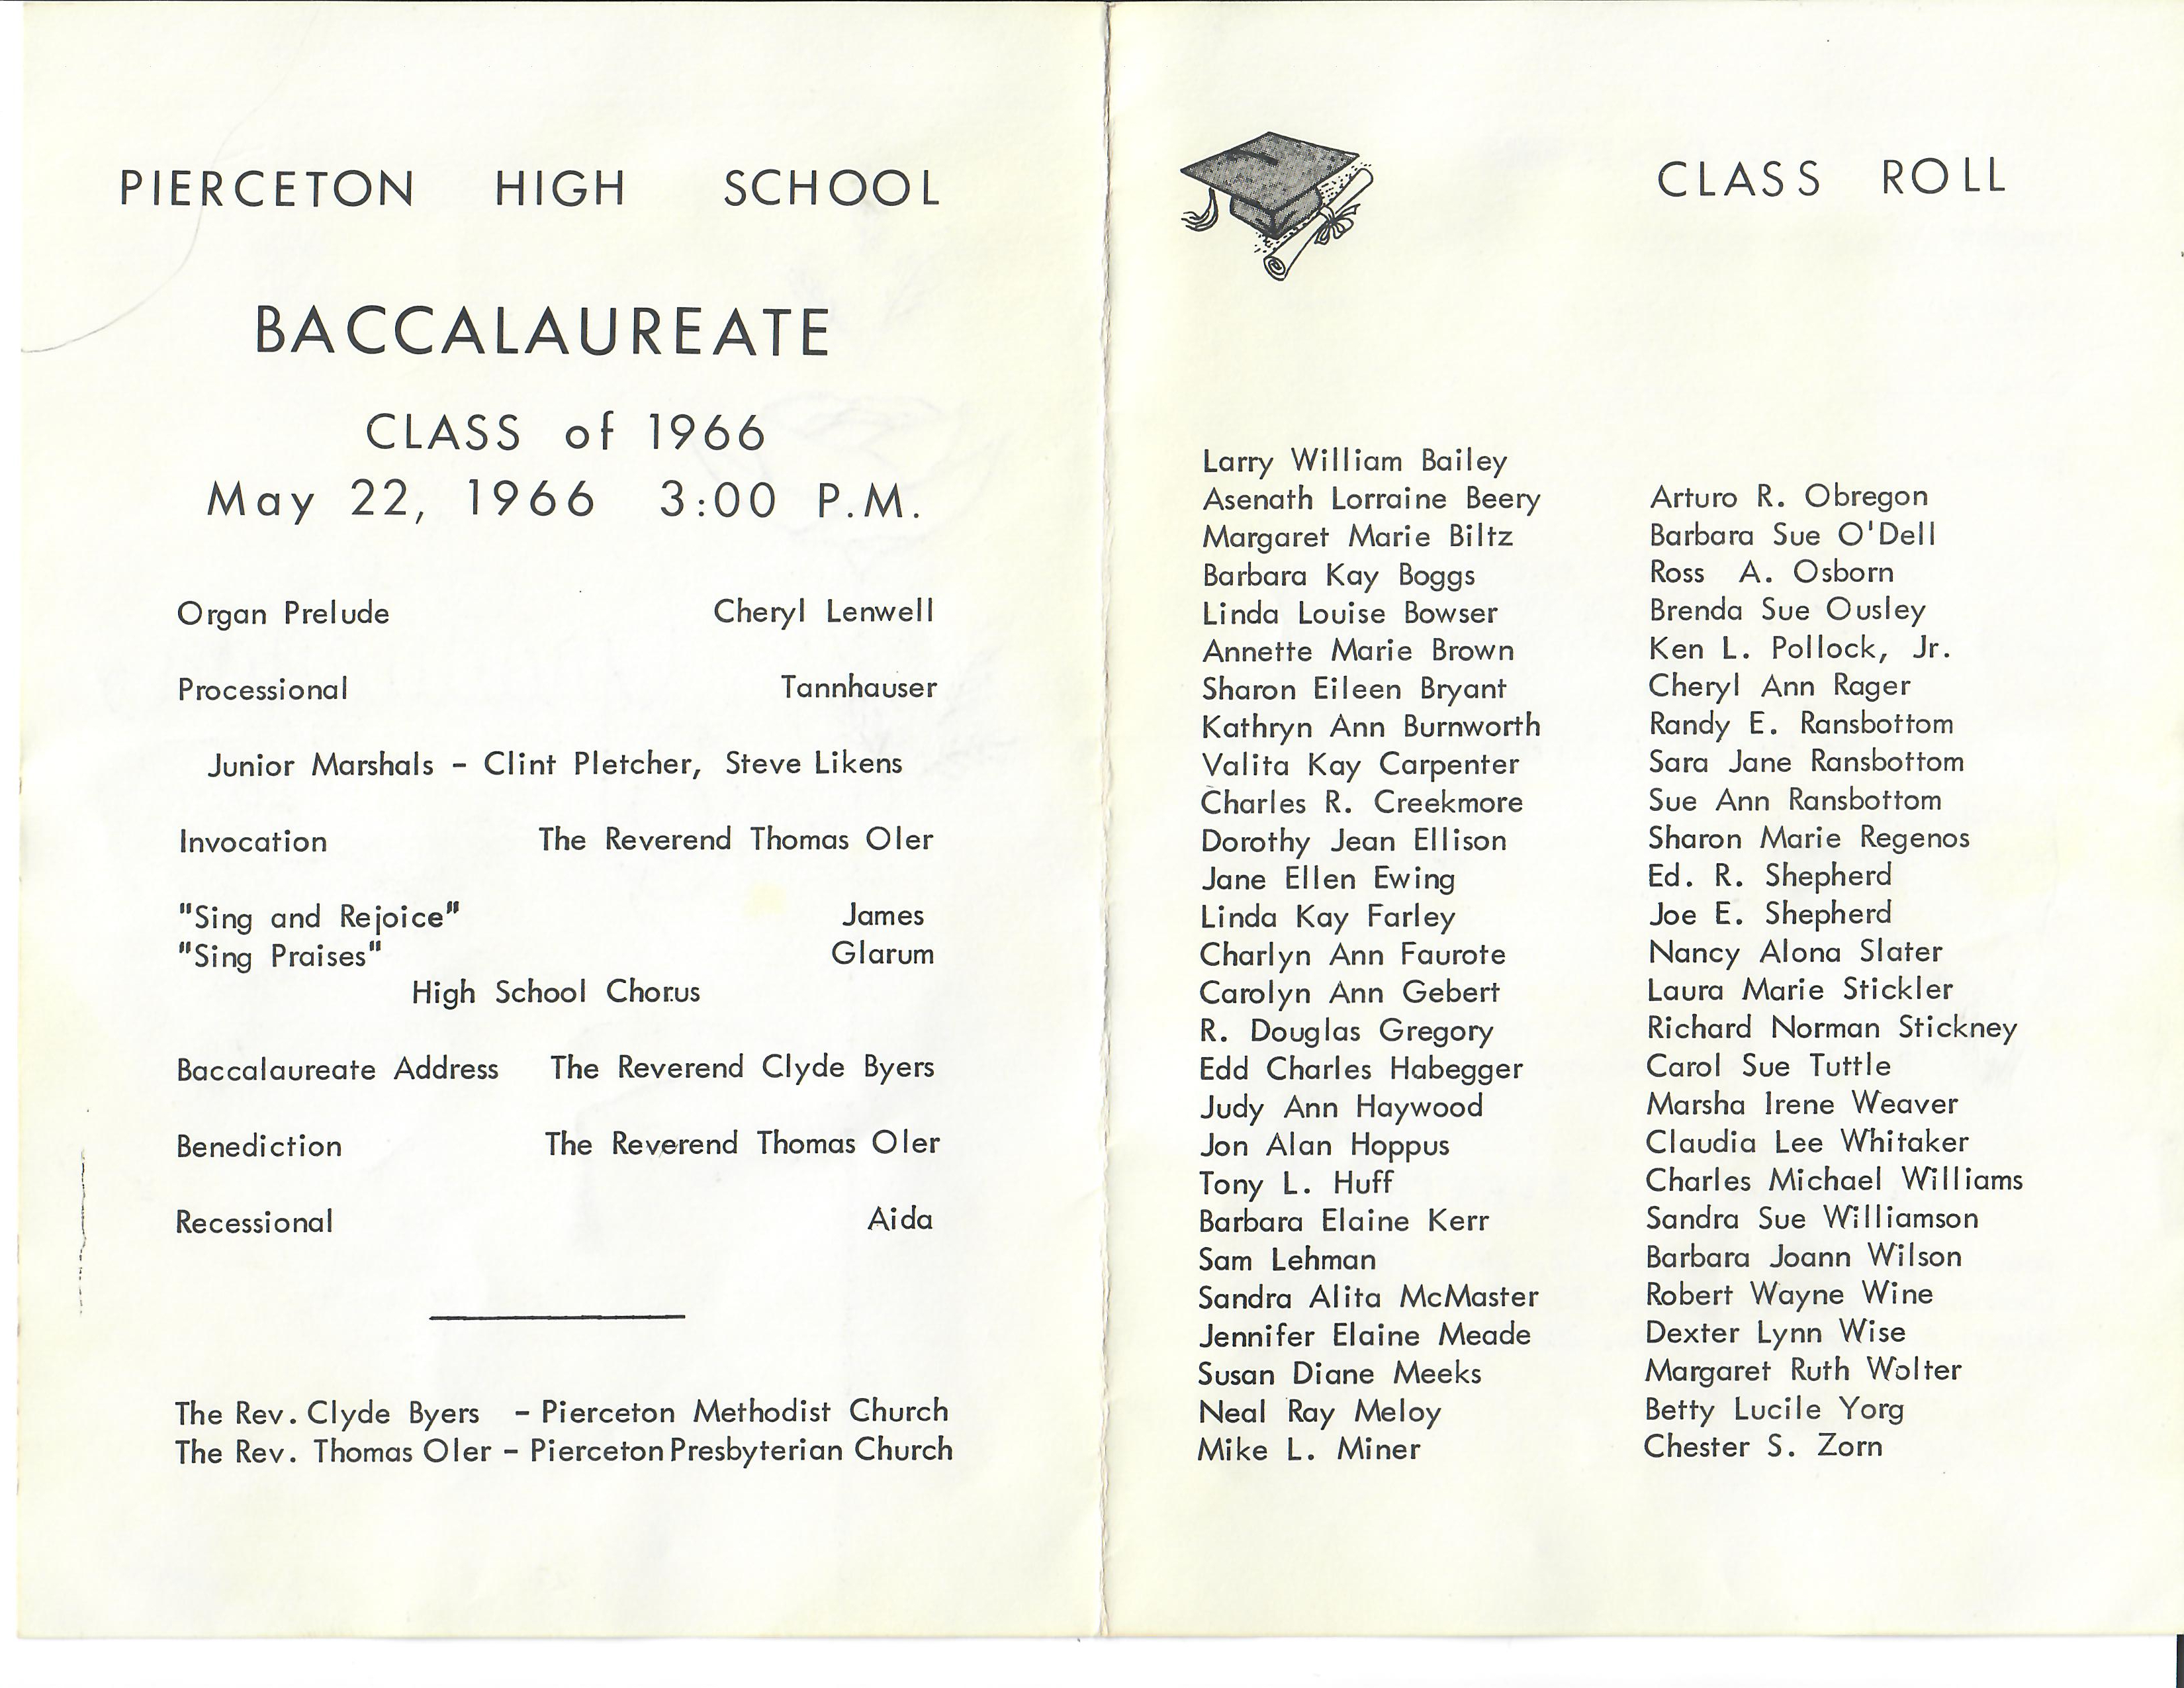 PIERCETON HIGH SCHOOL
BACCALAUREATE
CLASS of 1966
May 22, 1966 3:00 P.M.
Organ Prelude Cheryl Lenwell
Processional Tannhauser
Junior Marshals - Clint Pletcher, Steve Likens
Invocation The Reverend Thomas Oler
"Sing and Rejoice" James
"Sing Praises" Glarum
High School Chorus
Baccalaureate Address The Reverend Clyde Byers
Benediction The Reverend Thomas Oler
Recessional Aida
The Rev. Clyde Byers - Pierceton Methodist Church
The Rev. Thomas Oler - Pierceton Presbyterian Church
CLASS ROLL
Larry William Bailey
Asenath Lorraine Beery
Margaret Marie Biltz
Barbara Kay Boggs
Linda Louise Bowser
Annette Marie Brown
Sharon Eileen Bryant
Kathryn Ann Burnworth
Valita Kay Carpenter
Charles R. Creekmore
Dorothy Jean Ellison
Jane Ellen Ewing
Linda Kay Farley
Charlyn Ann Faurote
Carolyn Ann Gebert
R. Douglas Gregory
Edd Charles Habegger
Judy Ann Haywood
Jon Alan Hoppus
Tony L. Huff
Barbara Elaine Kerr
Sam Lehman
Sandra Alita McMaster
Jennifer Elaine Meade
Susan Diane Meeks
Neal Ray Meloy
Mike L. Miner
Arturo R. Obregon
Barbara Sue O'Dell
Ross A. Osborn
Brenda Sue Ousley
Ken L. Pollock, Jr.
Cheryl Ann Rager
Randy E. Ransbottom
Sara Jane Ransbottom
Sue Ann Ransbottom
Sharon Marie Regenos
Ed. R. Shepherd
Joe E. Shepherd
Nancy Alona Slater
Laura Marie Stickler
Richard Norman Stickney
Carol Sue Tuttle
Marsha Irene Weaver
Claudia Lee Whitaker
Charles Michael Williams
Sandra Sue Williamson
Barbara Joann Wilson
Robert Wayne Wine
Dexter Lynn Wise
Margaret Ruth Wolter
Betty Lucile Yorg
Chester S. Zorn